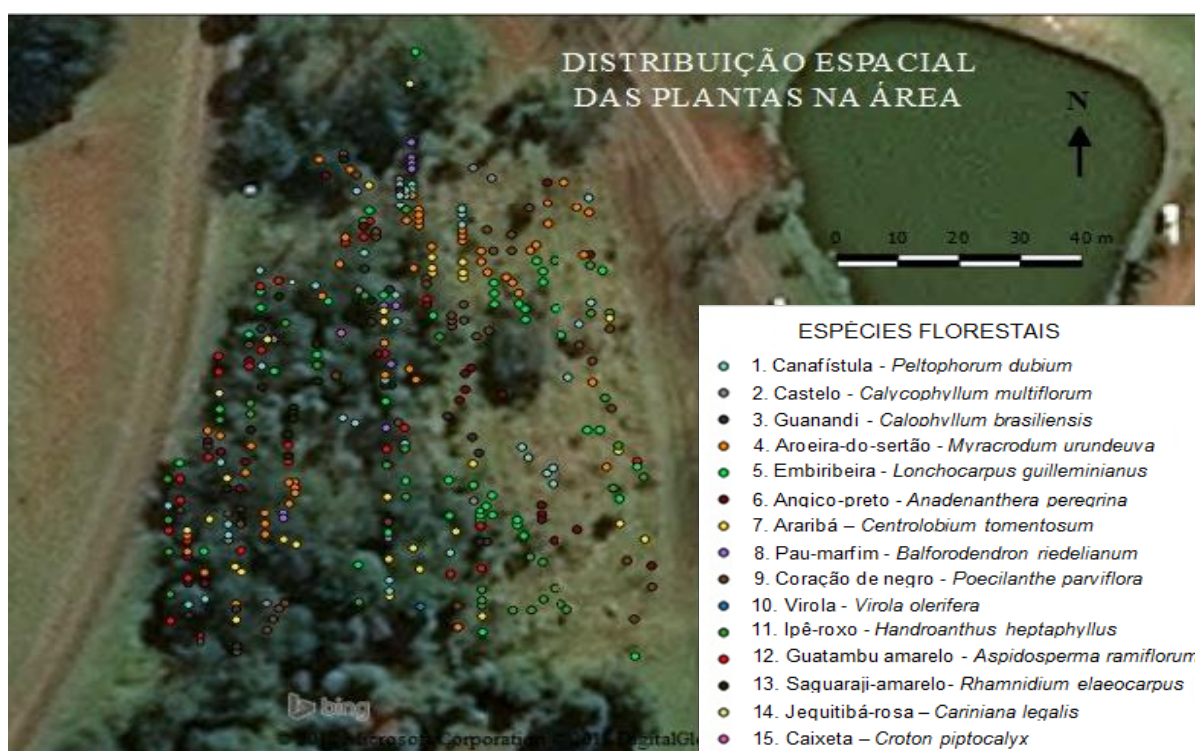 DISTRIBUIÇÃO ESPACIAL
DAS PLANTAS NA ÁREA
N
0 10 20 30 40 m
ESPÉCIES FLORESTAIS
1. Canafístula - Peltophorum dubium
2. Castelo - Calycophyllum multiflorum
3. Guanandi - Calophyllum brasiliensis
4. Aroeira-do-sertão - Myracrodum urundeuva
5. Embiribeira - Lonchocarpus guilleminianus
6. Angico-preto - Anadenanthera peregrina
7. Araribá – Centrolobium tomentosum
8. Pau-marfim - Balforodendron riedelianum
9. Coração de negro - Poecilanthe parviflora
10. Virola - Virola olerifera
11. Ipê-roxo - Handroanthus heptaphyllus
12. Guatambu amarelo - Aspidosperma ramiflorum
13. Saguaraji-amarelo- Rhamnidium elaeocarpus
14. Jequitibá-rosa – Cariniana legalis
15. Caixeta – Croton piptocalyx
bing
Microsoft Corporation DigitalGl